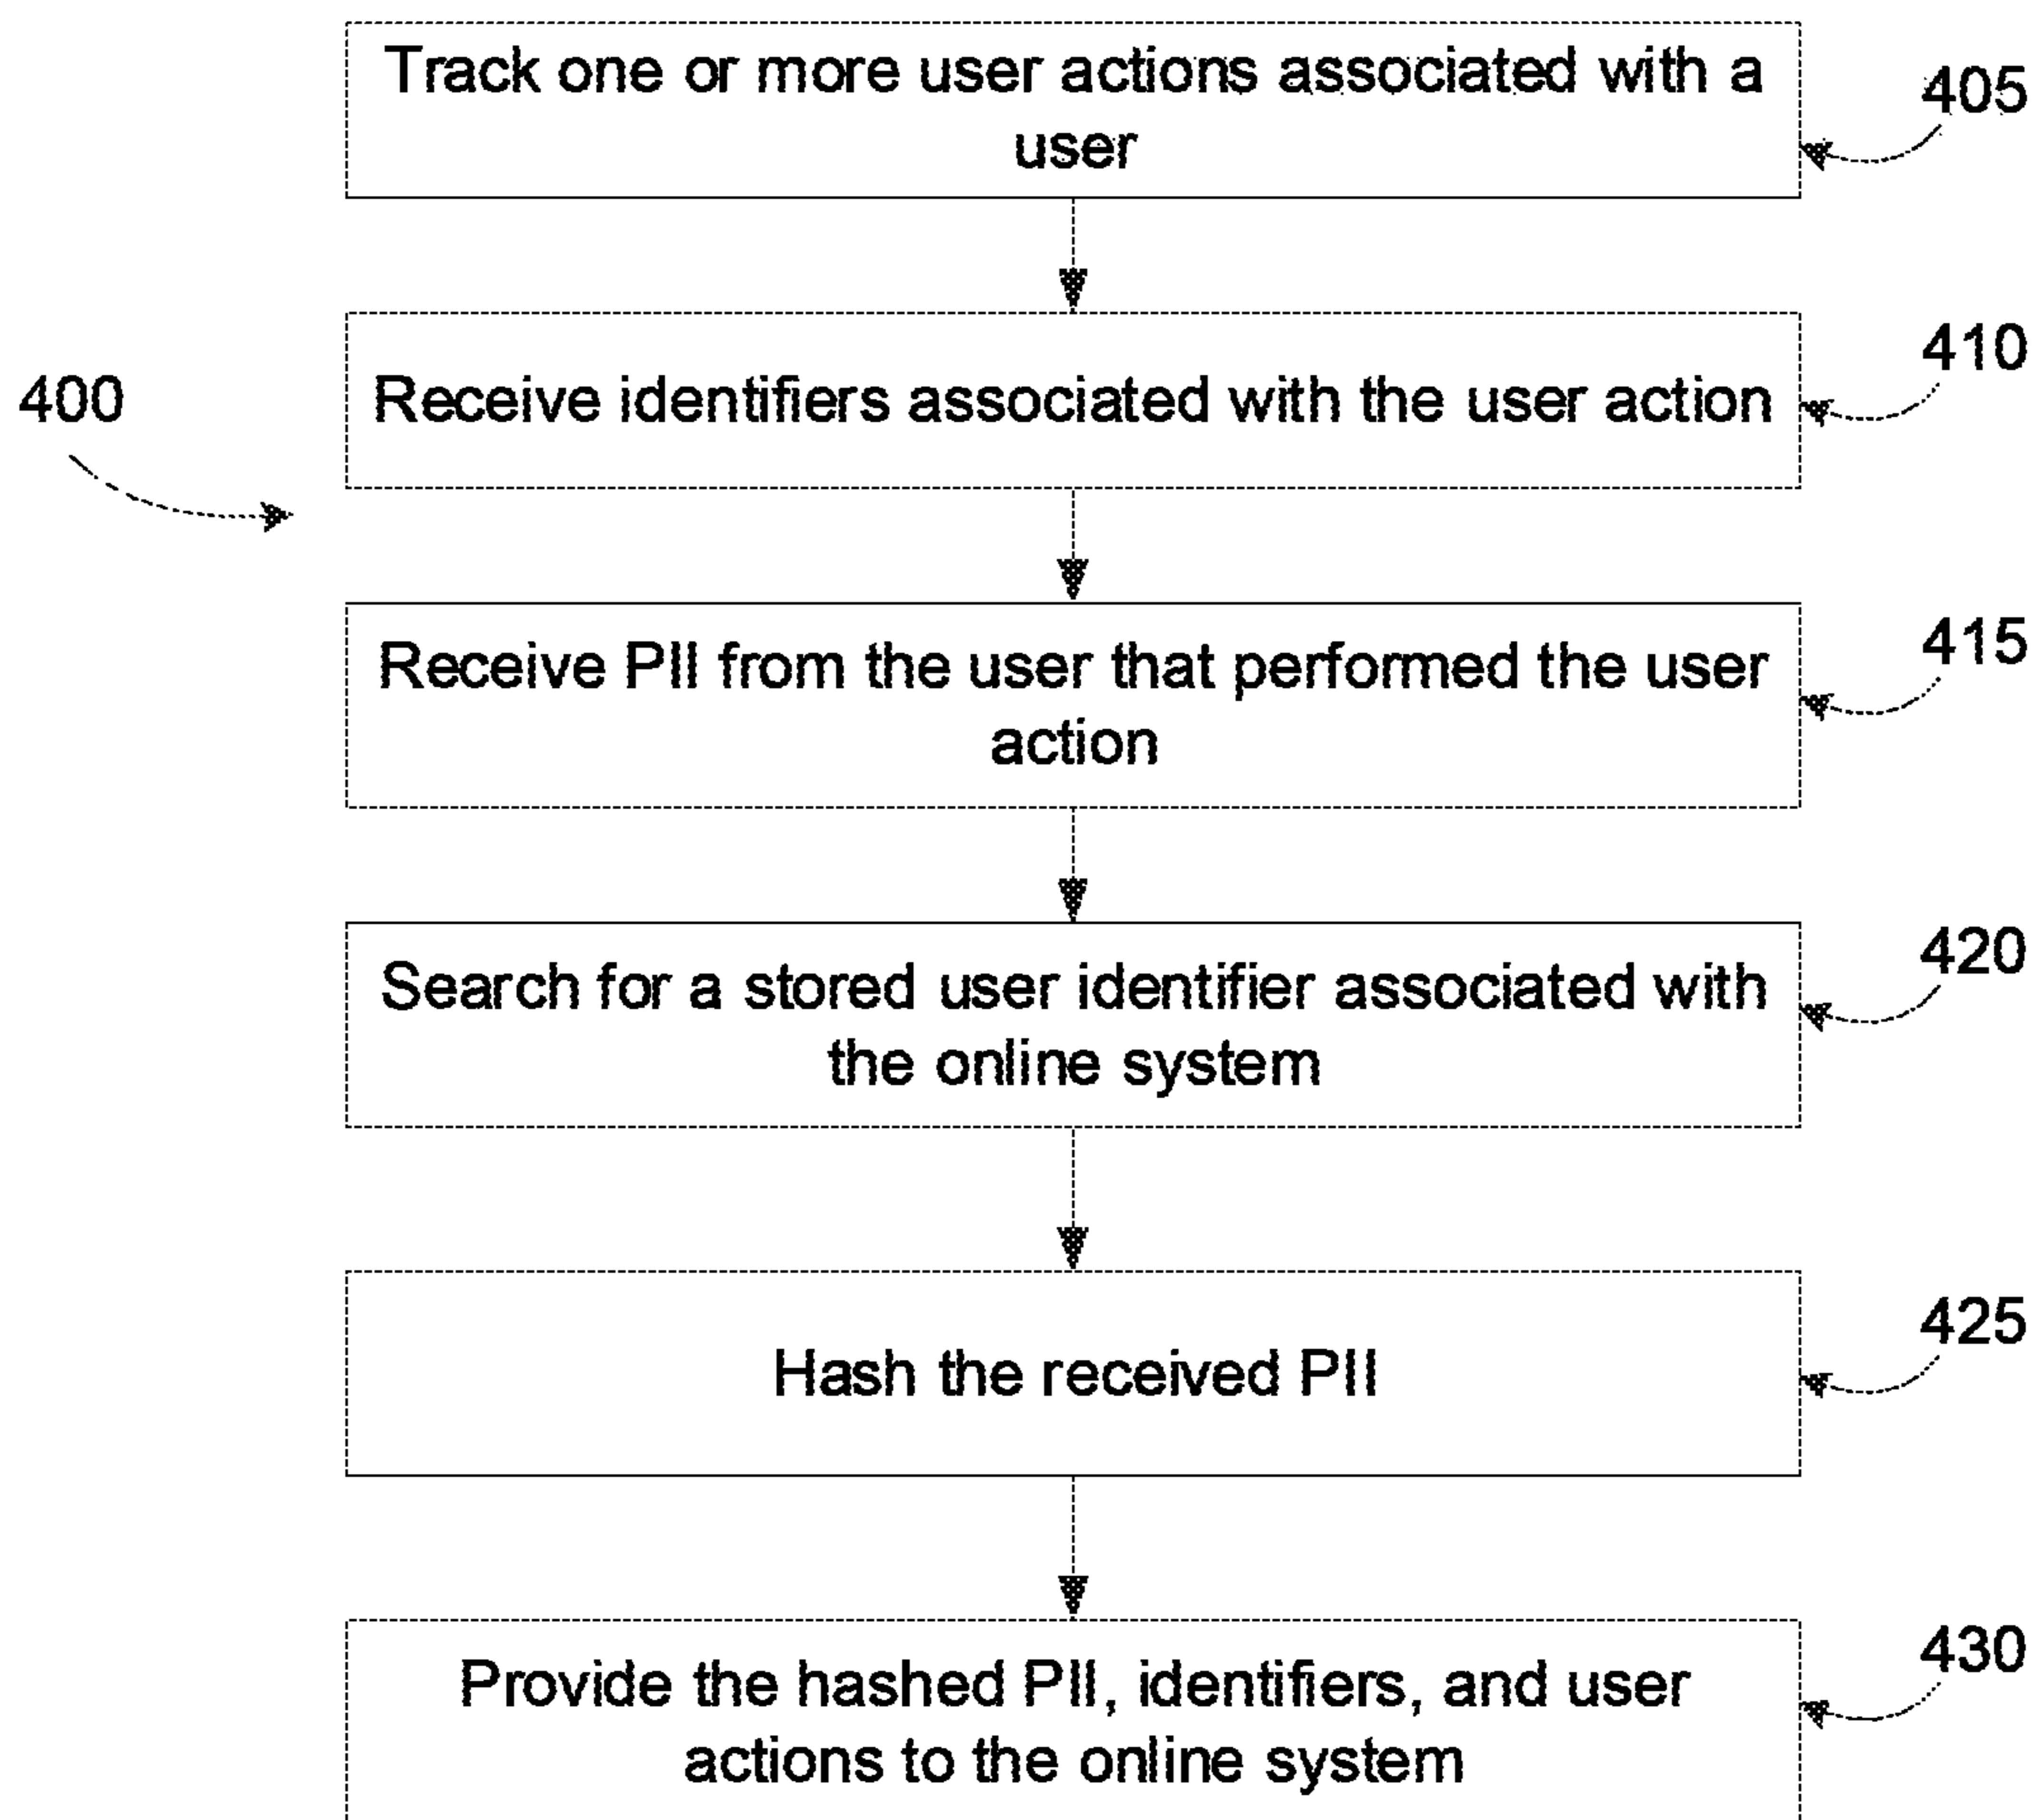 Track one or more user actions associated with a
user
405
Receive identifiers associated with the user action
410
400
Receive PII from the user that performed the user
action
415
Search for a stored user identifier associated with
the online system
420
Hash the received PII
425
Provide the hashed PII, identifiers, and user
actions to the online system
430